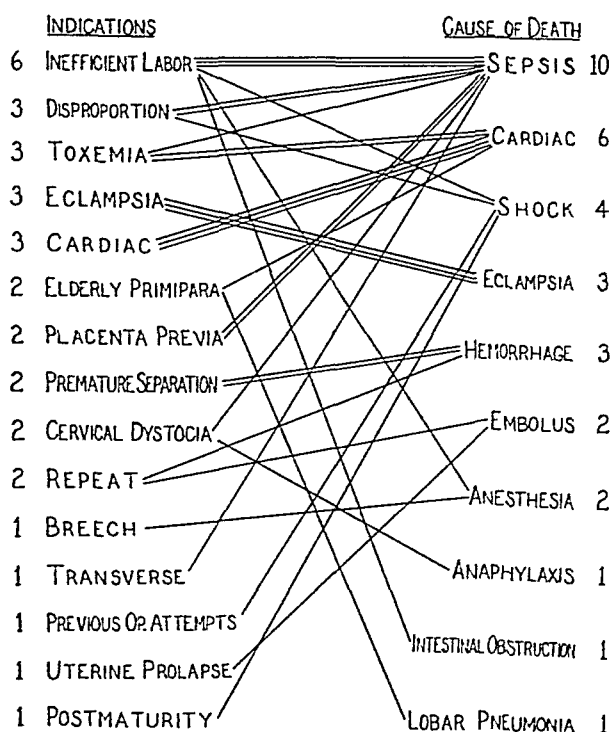 INDICATIONS
6 INEFFICIENT LABOR
3 DISPROPORTION
3 TOXEMIA
3 ECLAMPSIA
3 CARDIAC
2 ELDERLY PRIMIPARA
2 PLACENTA PREVIA
2 PREMATURE SEPARATION
2 CERVICAL DYSTOCIA
2 REPEAT
1 BREECH
1 TRANSVERSE
1 PREVIOUS OP. ATTEMPTS
1 UTERINE PROLAPSE
1 POSTMATURITY
CAUSE OF DEATH
SEPSIS 10
CARDIAC 6
SHOCK 4
ECLAMPSIA 3
HEMORRHAGE 3
EMBOLUS 2
ANESTHESIA 2
ANAPHYLAXIS 1
INTESTINAL OBSTRUCTION 1
LOBAR PNEUMONIA 1